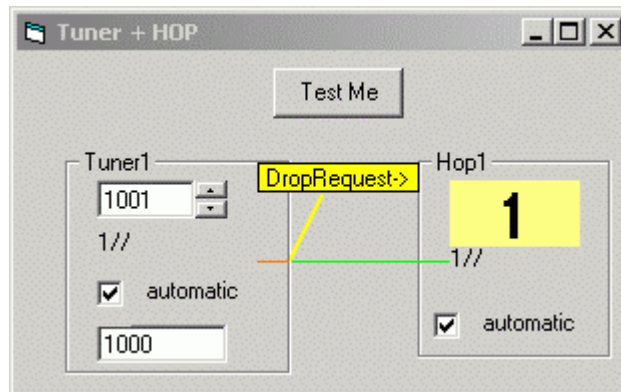 Tuner + HOP
Test Me
Tuner1
1001
1//
automatic
1000
DropRequest->
Hop1
1
1//
automatic